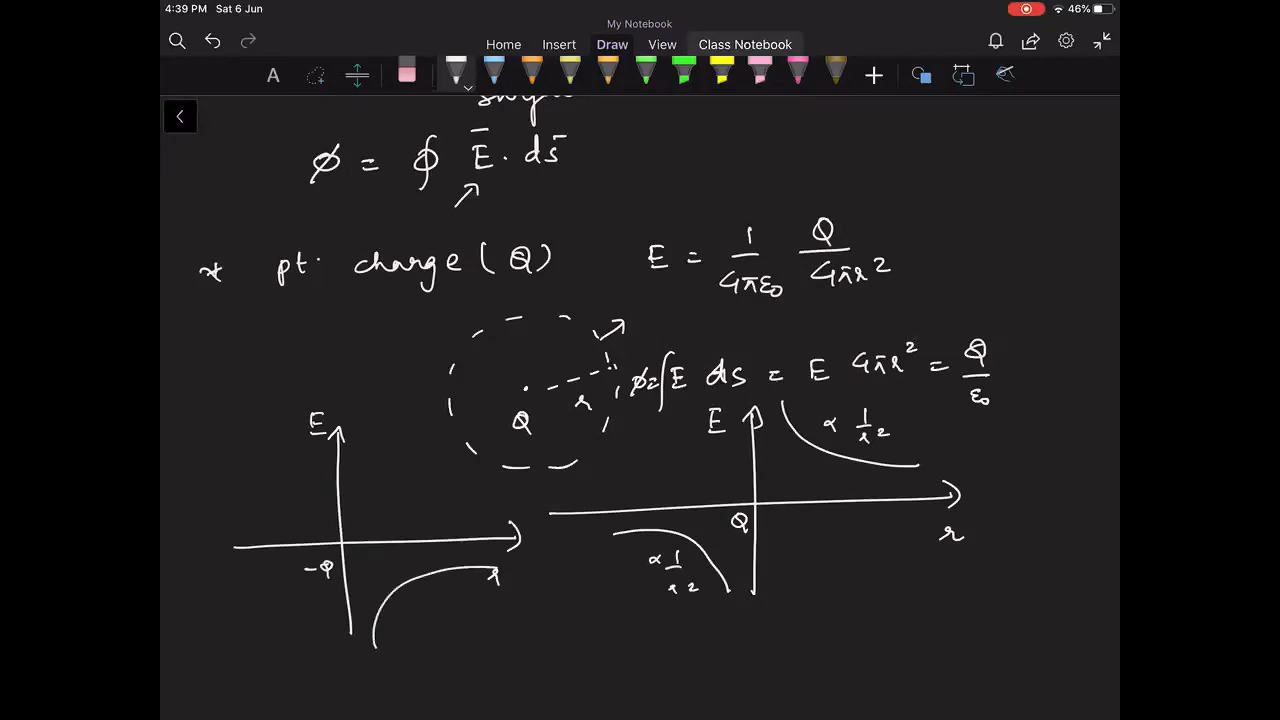 4:39 PM Sat 6 Jun
46%
My Notebook
Home Insert Draw View Class Notebook
A
ϕ = ∮ E̅ · ds̅
* pt. charge (Q) E = 1/4πε₀ Q/4πr²
ϕ = ∫E ds = E 4πr² = Q/ε₀
r
Q
E
E
∝ 1/r²
Q
r
-Q
r
∝ 1/r²